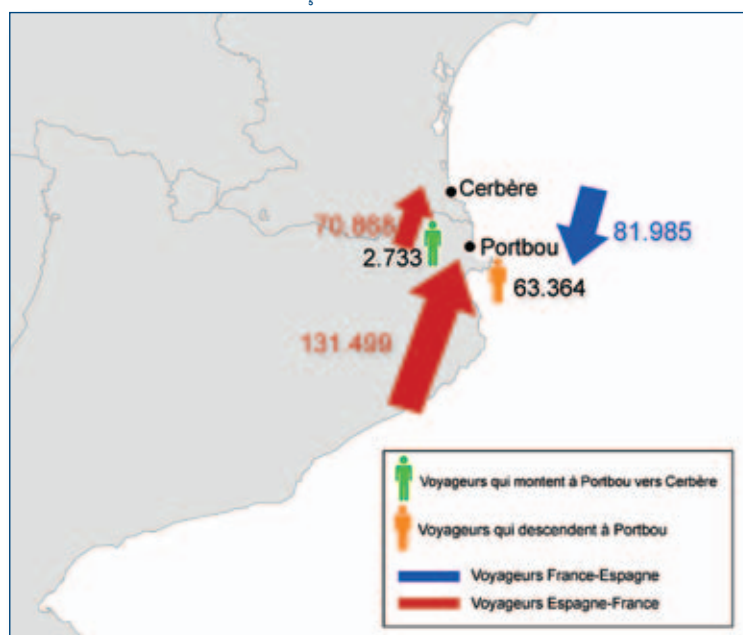 Cerbère
70.868
81.985
2.733
Portbou
63.364
131.499
Voyageurs qui montent à Portbou vers Cerbère
Voyageurs qui descendent à Portbou
Voyageurs France-Espagne
Voyageurs Espagne-France